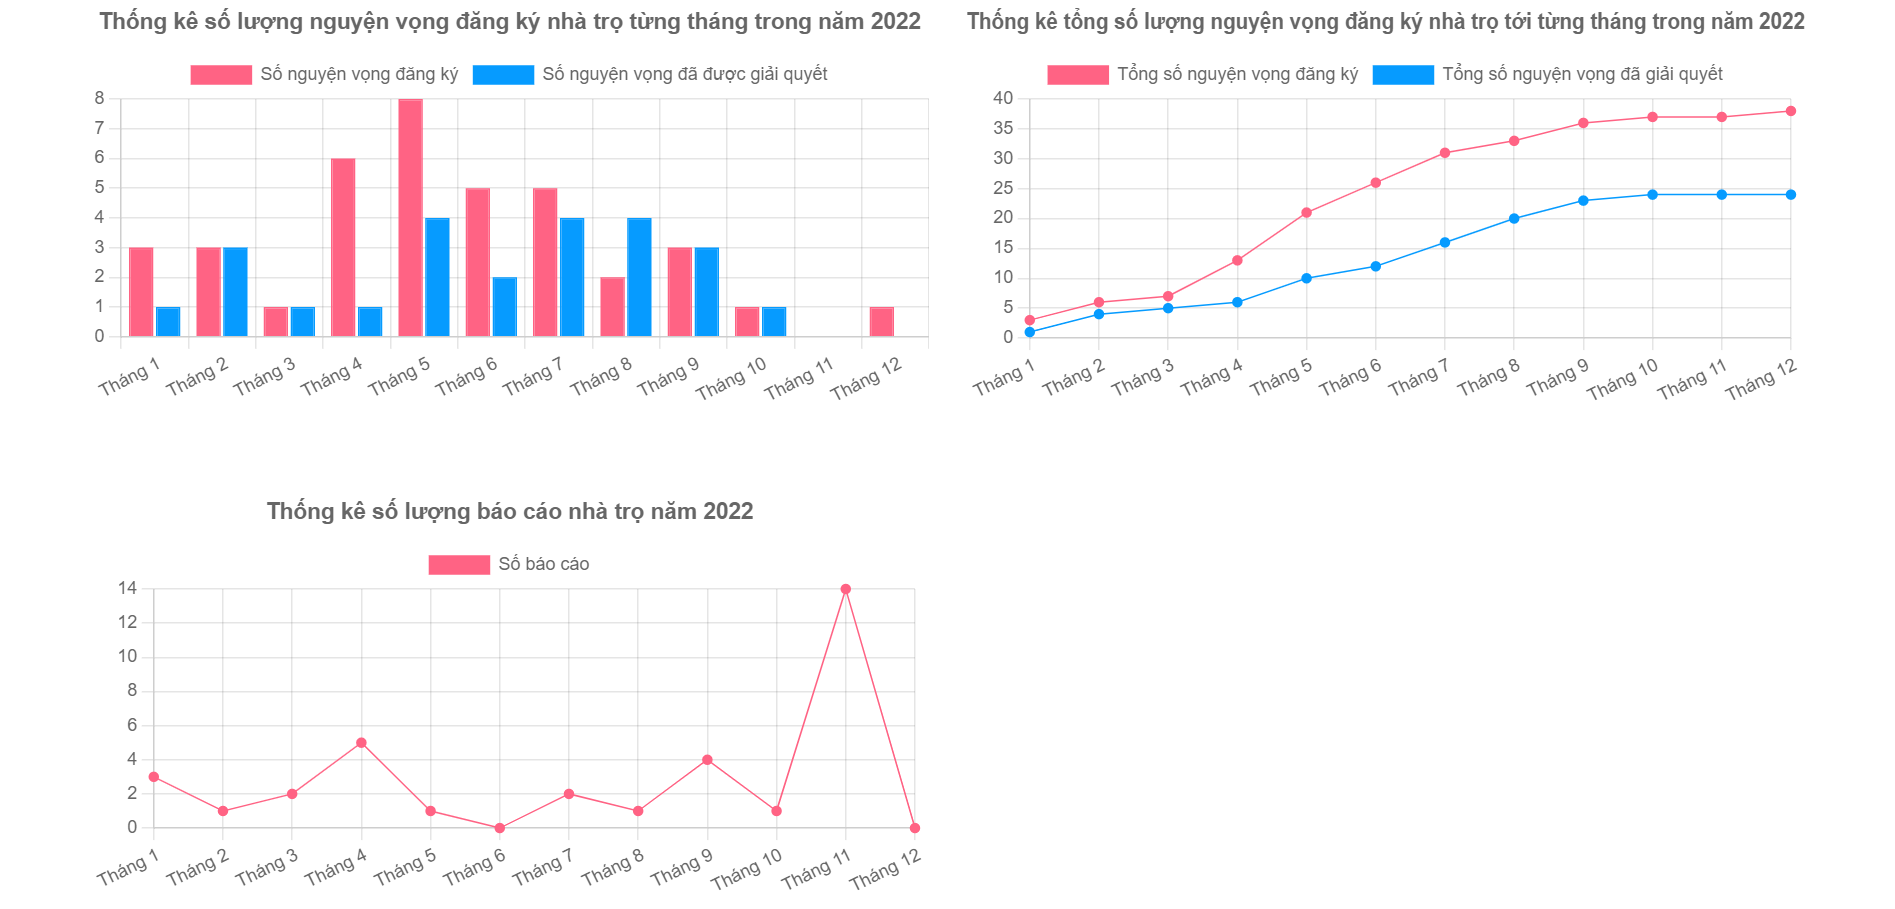 Thống kê số lượng nguyện vọng đăng ký nhà trọ từng tháng trong năm 2022
Số nguyện vọng đăng ký Số nguyện vọng đã được giải quyết
8
7
6
5
4
3
2
1
0
Tháng 1 Tháng 2 Tháng 3 Tháng 4 Tháng 5 Tháng 6 Tháng 7 Tháng 8 Tháng 9 Tháng 10 Tháng 11 Tháng 12
Thống kê tổng số lượng nguyện vọng đăng ký nhà trọ tới từng tháng trong năm 2022
Tổng số nguyện vọng đăng ký Tổng số nguyện vọng đã giải quyết
40
35
30
25
20
15
10
5
0
Tháng 1 Tháng 2 Tháng 3 Tháng 4 Tháng 5 Tháng 6 Tháng 7 Tháng 8 Tháng 9 Tháng 10 Tháng 11 Tháng 12
Thống kê số lượng báo cáo nhà trọ năm 2022
Số báo cáo
14
12
10
8
6
4
2
0
Tháng 1 Tháng 2 Tháng 3 Tháng 4 Tháng 5 Tháng 6 Tháng 7 Tháng 8 Tháng 9 Tháng 10 Tháng 11 Tháng 12